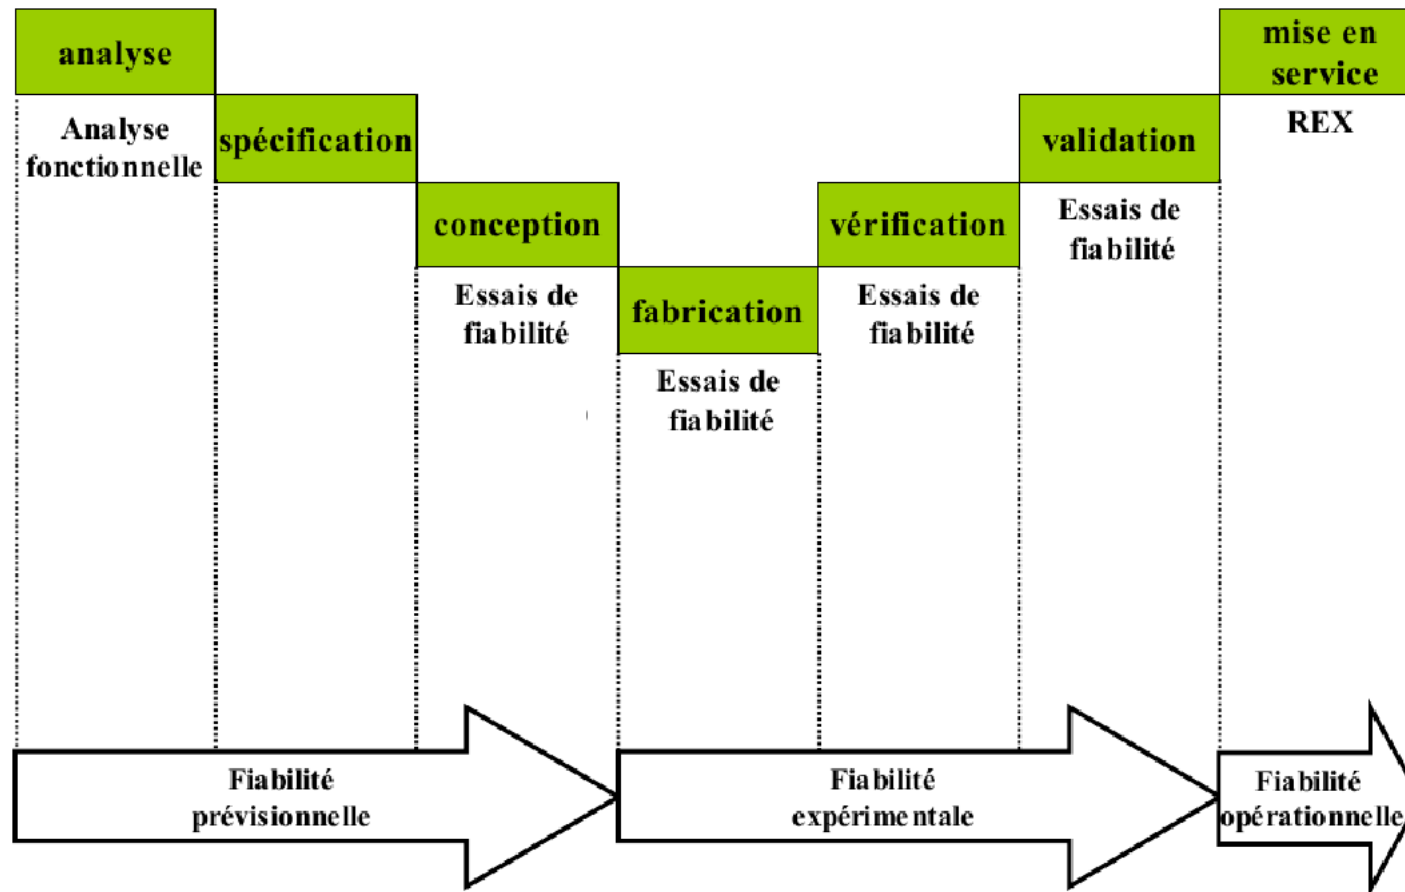 analyse
Analyse
fonctionnelle
spécification
conception
Essais de
fiabilité
fabrication
Essais de
fiabilité
vérification
Essais de
fiabilité
validation
Essais de
fiabilité
mise en
service
REX
Fiabilité
prévisionnelle
Fiabilité
expérimentale
Fiabilité
opérationnelle